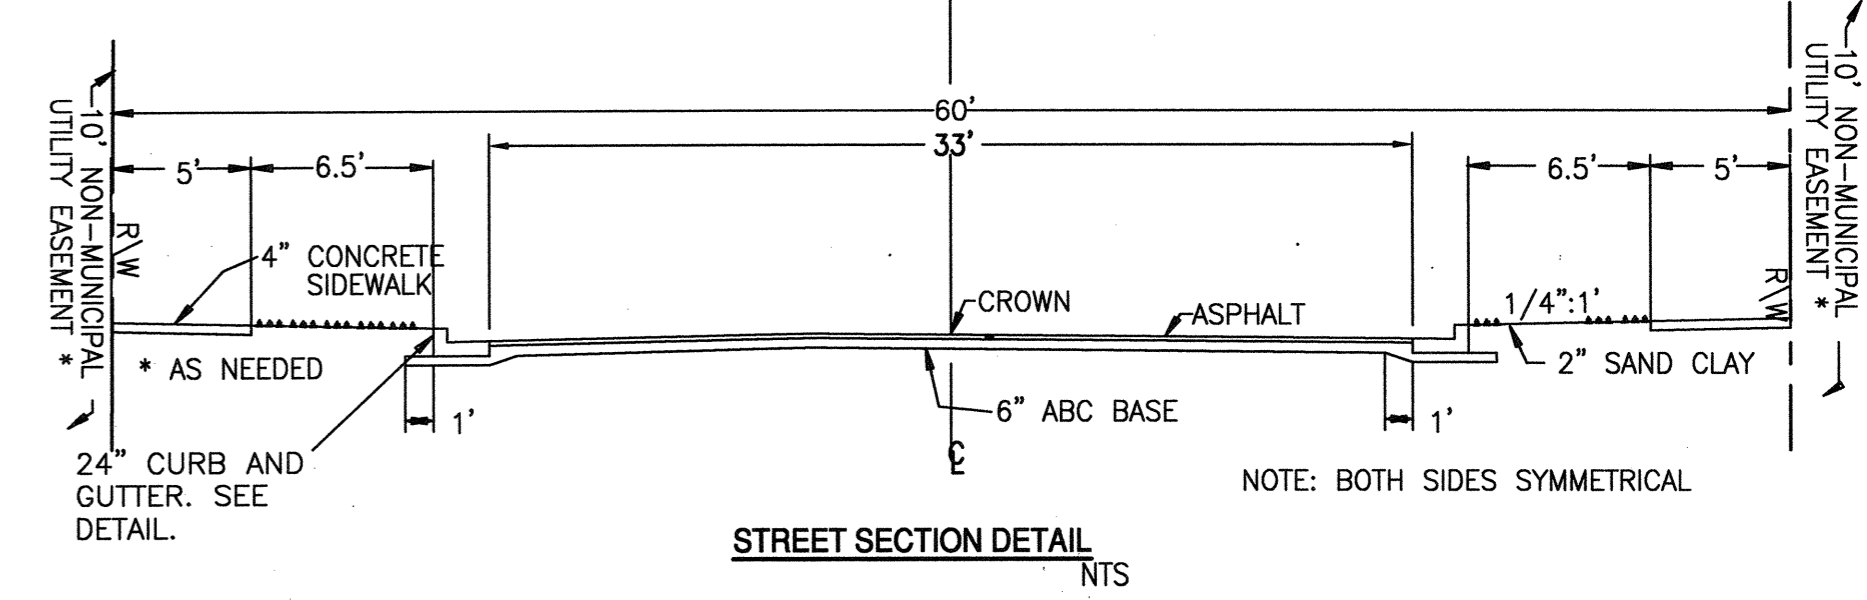 60'
33'
5'
6.5'
6.5'
5'
10' NON-MUNICIPAL
UTILITY EASEMENT *
R\W
4" CONCRETE
SIDEWALK
CROWN
ASPHALT
1/4":1'
R\W
10' NON-MUNICIPAL
UTILITY EASEMENT *
* AS NEEDED
2" SAND CLAY
6" ABC BASE
1'
1'
24" CURB AND
GUTTER. SEE
DETAIL.
CL
NOTE: BOTH SIDES SYMMETRICAL
STREET SECTION DETAIL
NTS